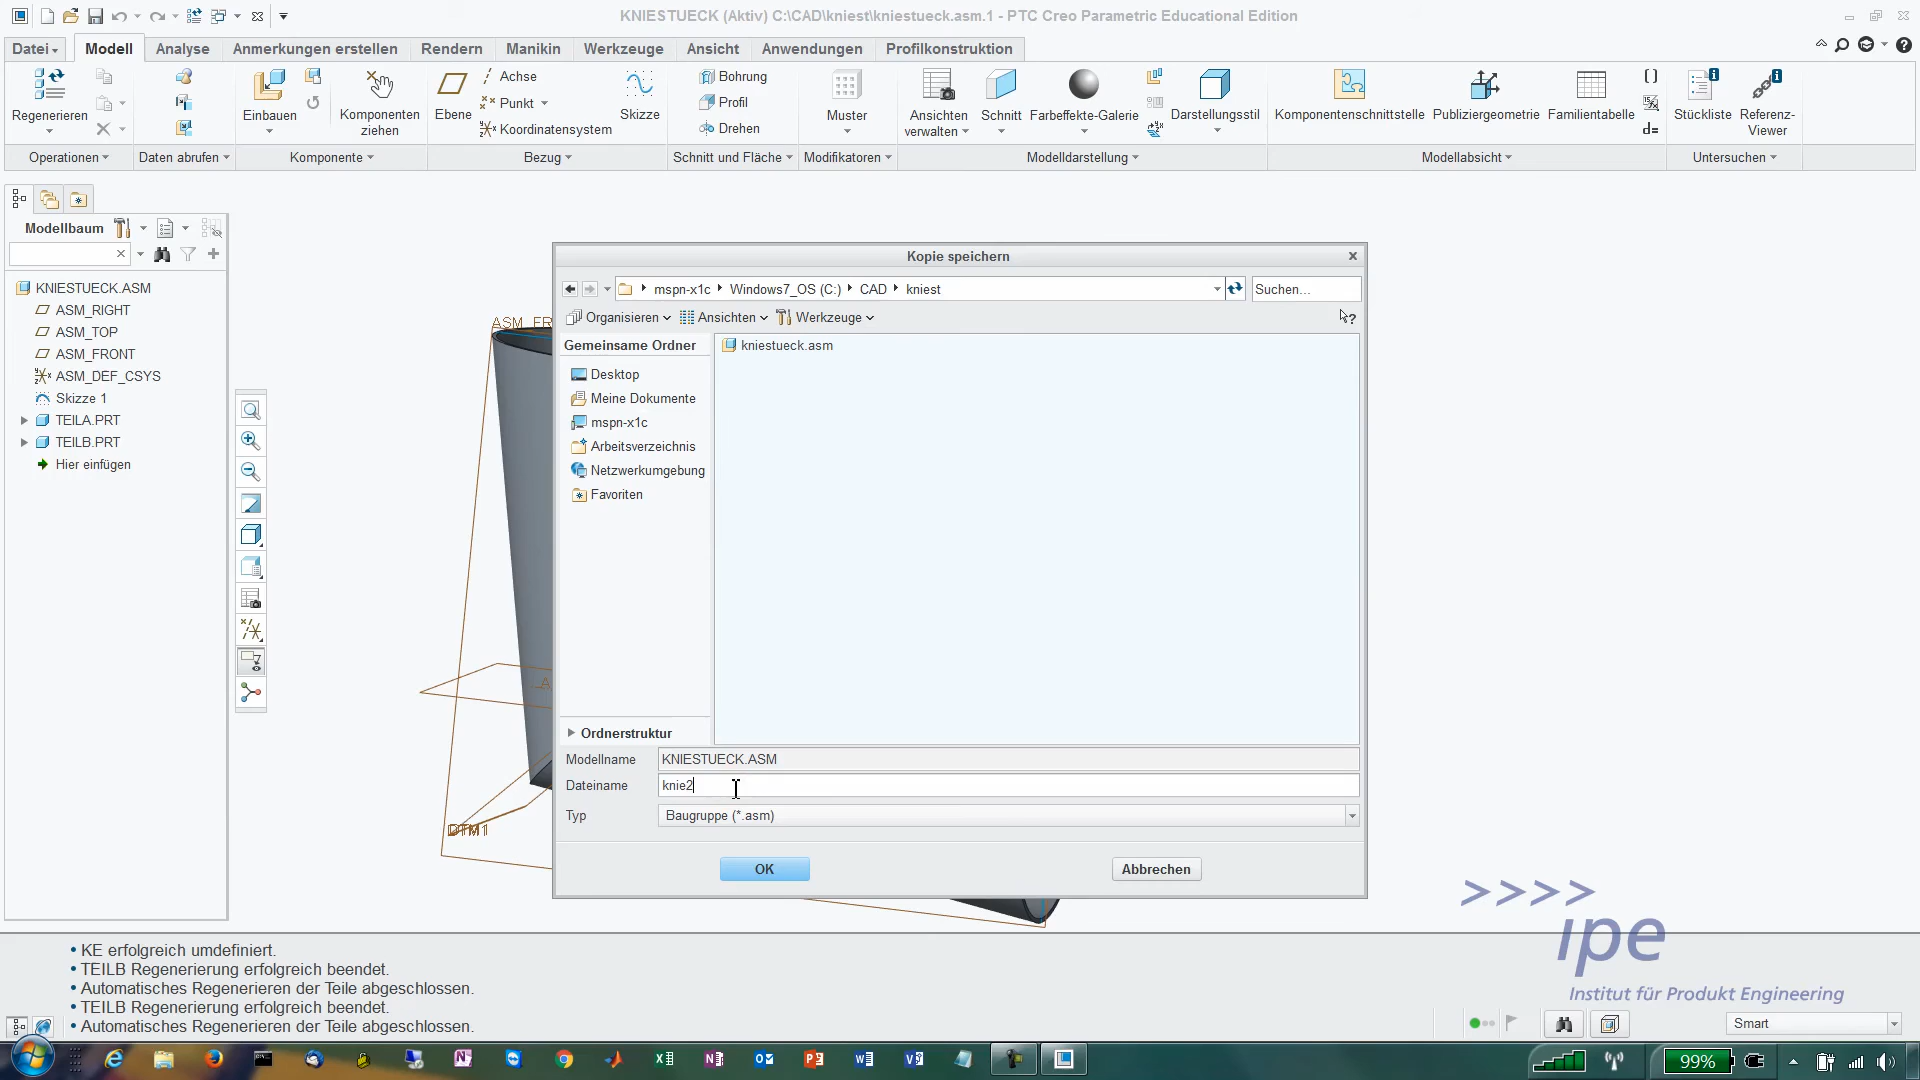 KNIESTUECK (Aktiv) C:\CAD\kniest\kniestueck.asm.1 - PTC Creo Parametric Educational Edition
Datei Modell Analyse Anmerkungen erstellen Rendern Manikin Werkzeuge Ansicht Anwendungen Profilkonstruktion
Regenerieren
Einbauen
Komponenten ziehen
Ebene
Achse
Punkt
Koordinatensystem
Skizze
Bohrung
Profil
Drehen
Muster
Ansichten verwalten
Schnitt
Farbeffekte-Galerie
Darstellungsstil
Komponentenschnittstelle
Publiziergeometrie
Familientabelle
Stückliste
Referenz-Viewer
Operationen Daten abrufen Komponente Bezug Schnitt und Fläche Modifikatoren Modelldarstellung Modellabsicht Untersuchen
Modellbaum
KNIESTUECK.ASM
ASM_RIGHT
ASM_TOP
ASM_FRONT
ASM_DEF_CSYS
Skizze 1
TEILA.PRT
TEILB.PRT
Hier einfügen
DTM1
Kopie speichern
mspn-x1c Windows7_OS (C:) CAD kniest Suchen...
Organisieren Ansichten Werkzeuge
Gemeinsame Ordner
Desktop
Meine Dokumente
mspn-x1c
Arbeitsverzeichnis
Netzwerkumgebung
Favoriten
kniestueck.asm
Ordnerstruktur
Modellname KNIESTUECK.ASM
Dateiname knie2
Typ Baugruppe (*.asm)
OK Abbrechen
• KE erfolgreich umdefiniert.
• TEILB Regenerierung erfolgreich beendet.
• Automatisches Regenerieren der Teile abgeschlossen.
• TEILB Regenerierung erfolgreich beendet.
• Automatisches Regenerieren der Teile abgeschlossen.
>>>>
ipe
Institut für Produkt Engineering
Smart
99%